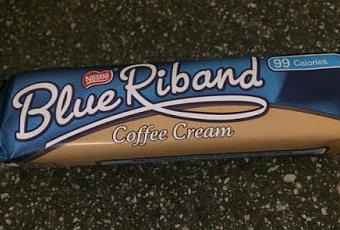 Nestlé
99 Calories
Blue Riband
Coffee Cream